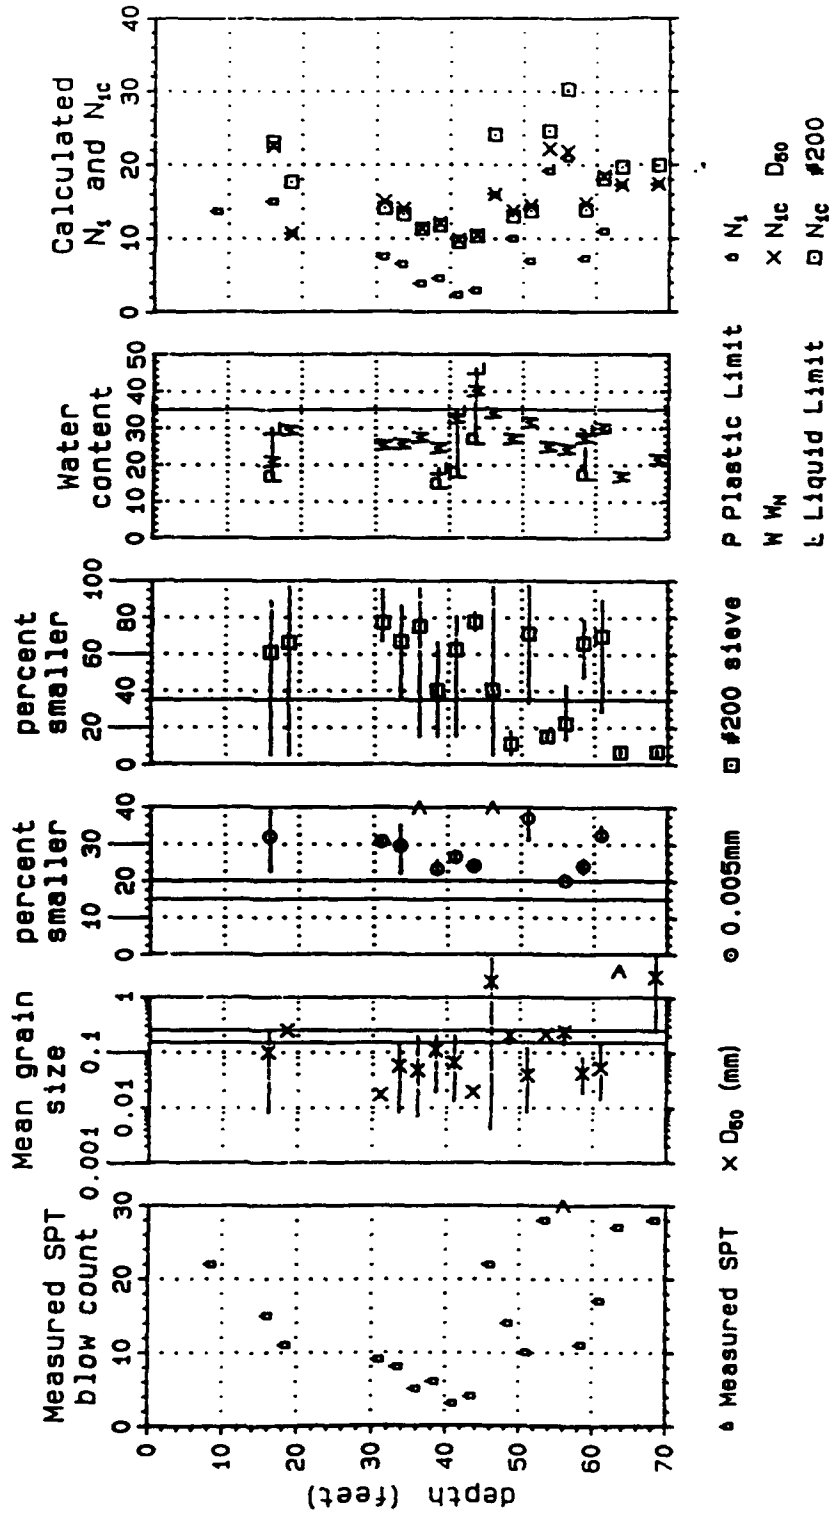 Measured SPT
blow count
0
10
20
30
depth (feet)
0
10
20
30
40
50
60
70
Measured SPT
Mean grain
size
0.001
0.01
0.1
1
× D50 (mm)
percent
smaller
0
10
20
30
40
0.005mm
percent
smaller
0
20
40
60
80
100
#200 sieve
Water
content
0
10
20
30
40
50
P Plastic Limit
W WN
L Liquid Limit
Calculated
N1 and N1C
0
10
20
30
40
N1
× N1C D50
N1C #200